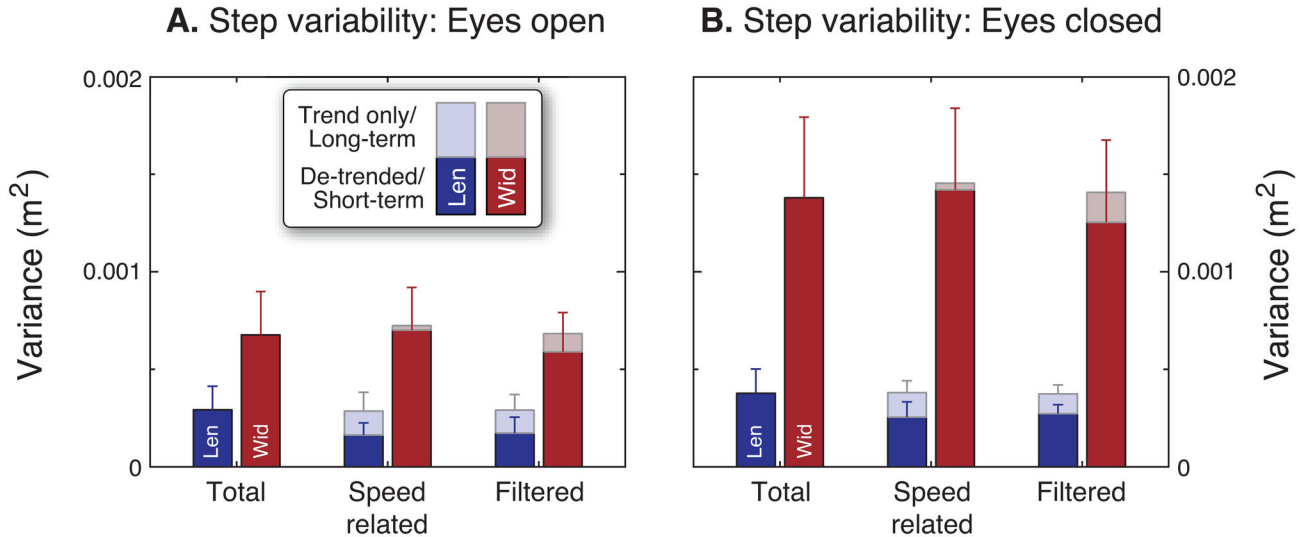 A. Step variability: Eyes open
Variance (m²)
0.002
0.001
0
Trend only/
Long-term
De-trended/
Short-term
Len
Wid
Len
Wid
Total
Speed
related
Filtered
B. Step variability: Eyes closed
Len
Wid
Total
Speed
related
Filtered
0.002
0.001
0
Variance (m²)